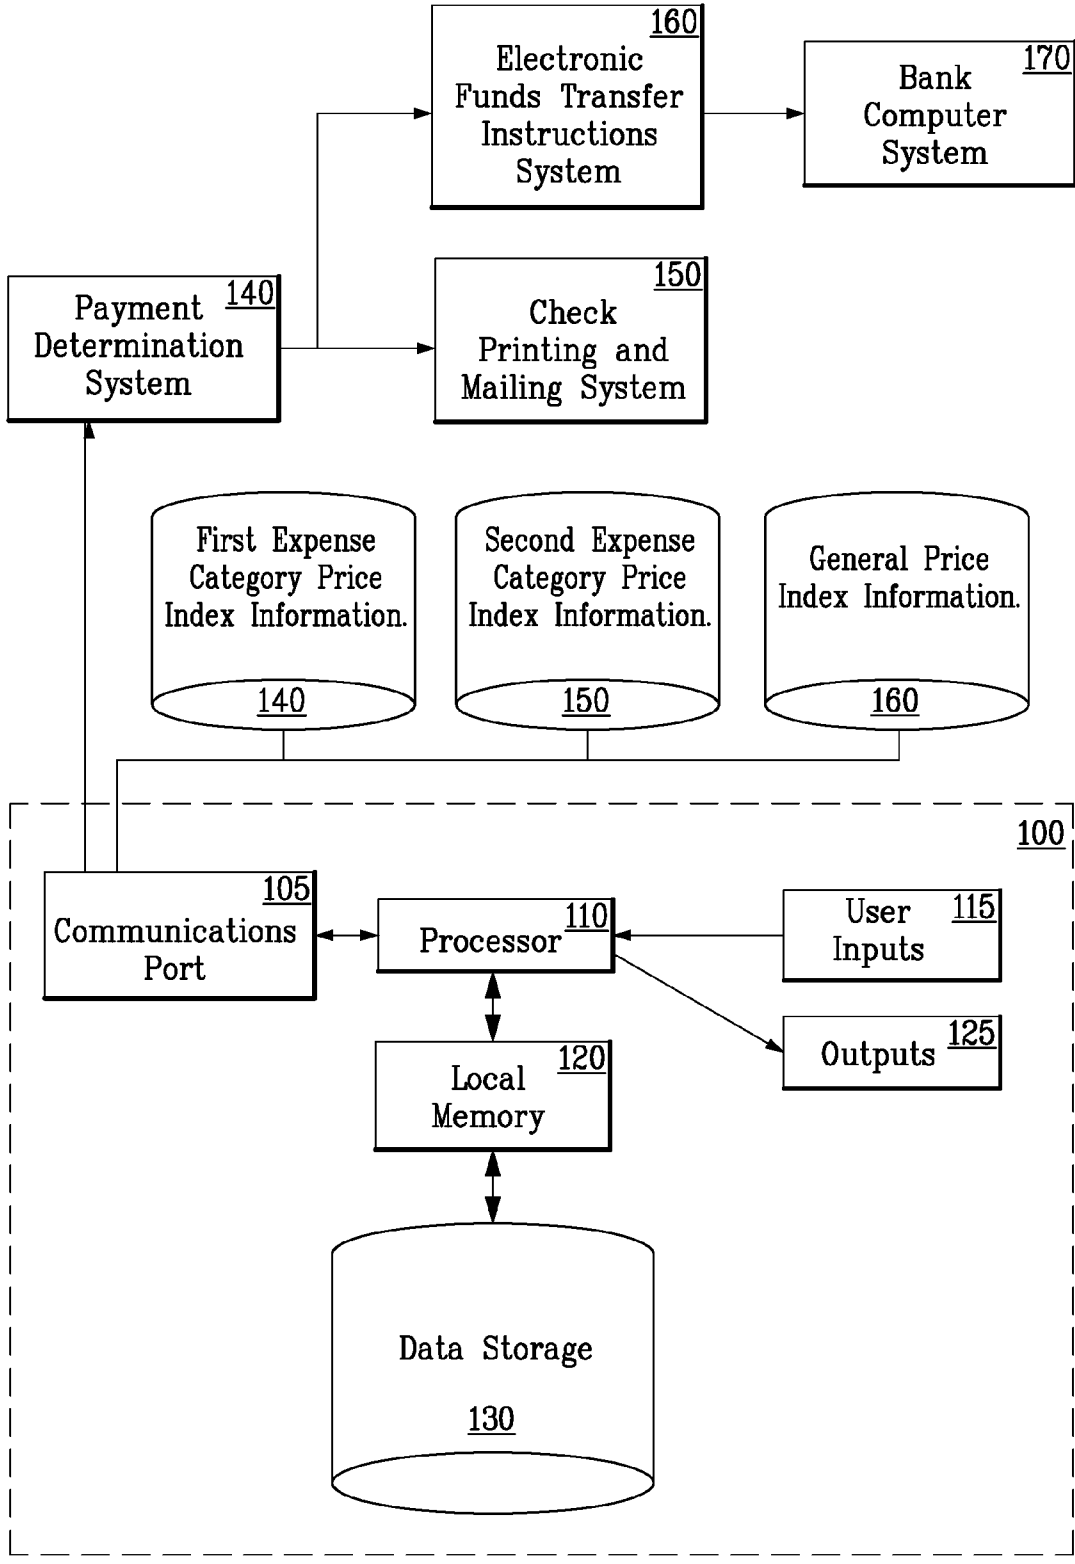 160
Electronic
Funds Transfer
Instructions
System
170
Bank
Computer
System
140
Payment
Determination
System
150
Check
Printing and
Mailing System
First Expense
Category Price
Index Information.
140
Second Expense
Category Price
Index Information.
150
General Price
Index Information.
160
100
105
Communications
Port
110
Processor
User 115
Inputs
125
Outputs
120
Local
Memory
Data Storage
130